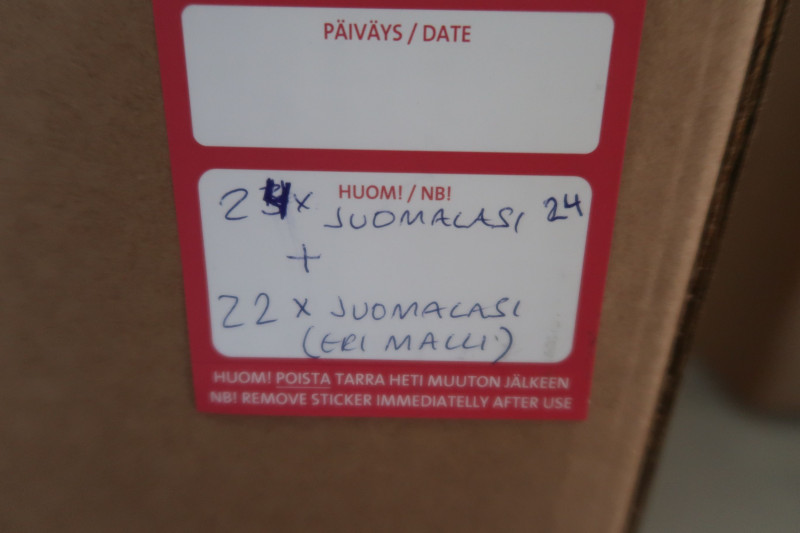 PÄIVÄYS / DATE
HUOM! / NB!
24 x JUOMALASI 24
+
22 x JUOMALASI
(ERI MALLI)
HUOM! POISTA TARRA HETI MUUTON JÄLKEEN
NB! REMOVE STICKER IMMEDIATELLY AFTER USE